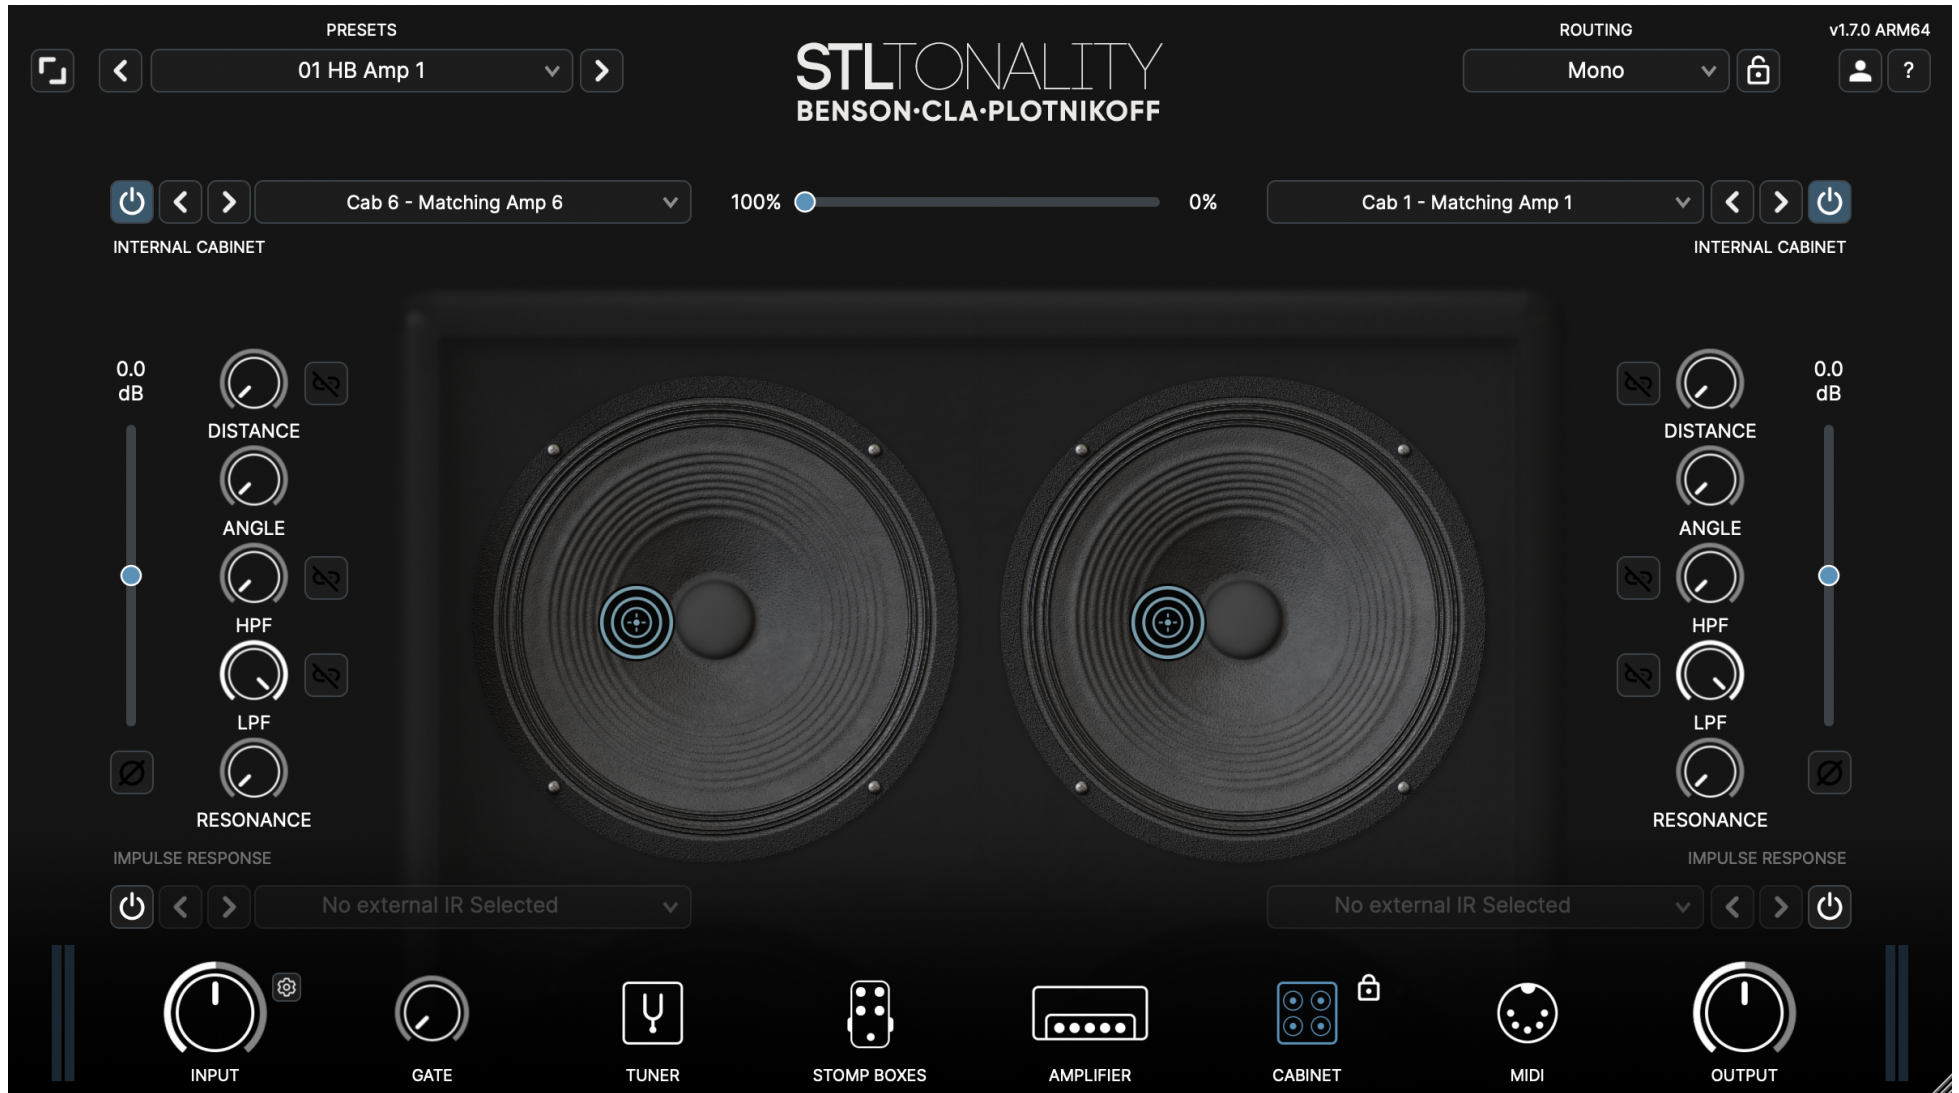 PRESETS
01 HB Amp 1
STLTONALITY
BENSON·CLA·PLOTNIKOFF
ROUTING
Mono
v1.7.0 ARM64
?
Cab 6 - Matching Amp 6
INTERNAL CABINET
100%
0%
Cab 1 - Matching Amp 1
INTERNAL CABINET
0.0
dB
DISTANCE
ANGLE
HPF
LPF
RESONANCE
DISTANCE
ANGLE
HPF
LPF
RESONANCE
0.0
dB
IMPULSE RESPONSE
No external IR Selected
IMPULSE RESPONSE
No external IR Selected
INPUT
GATE
TUNER
STOMP BOXES
AMPLIFIER
CABINET
MIDI
OUTPUT